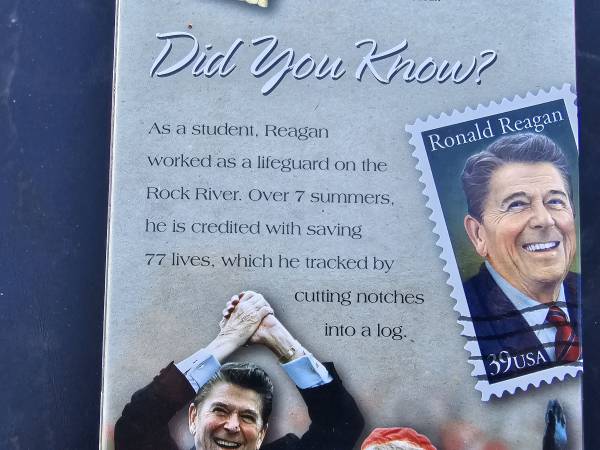 Did You Know?
As a student, Reagan
worked as a lifeguard on the
Rock River. Over 7 summers,
he is credited with saving
77 lives, which he tracked by
cutting notches
into a log.
Ronald Reagan
39USA